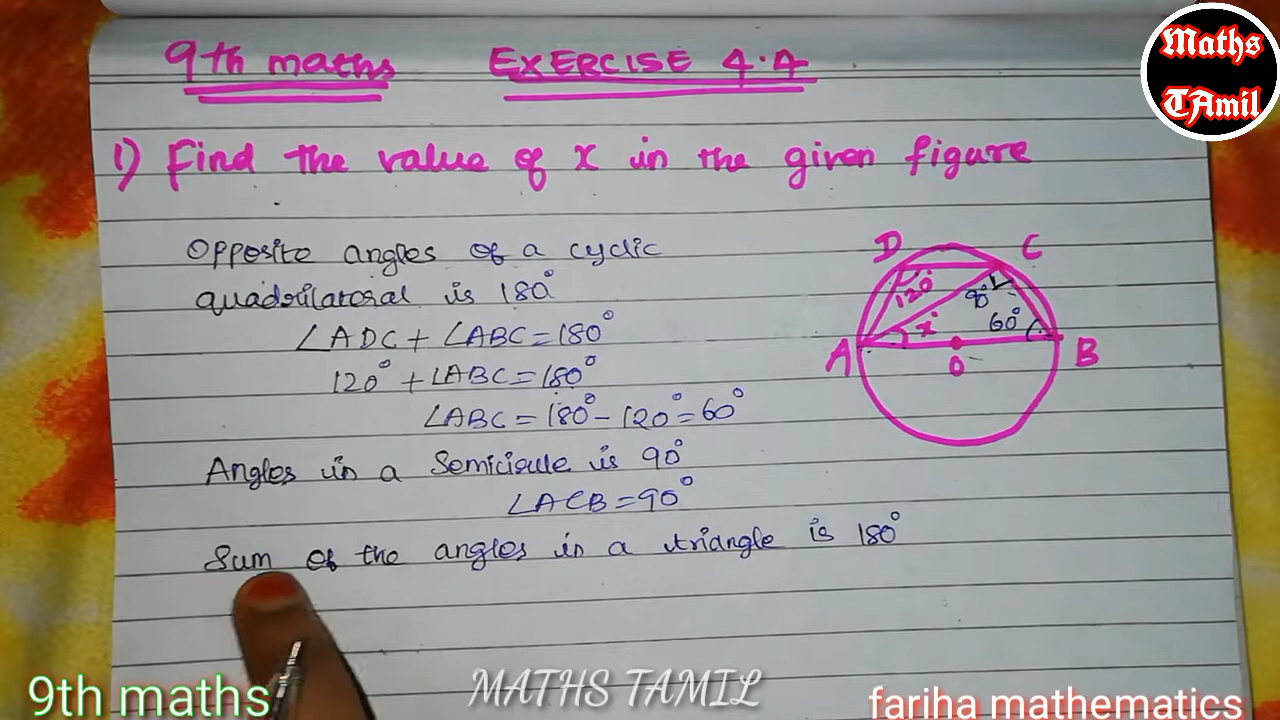 Maths
TAmil
9th maths EXERCISE 4.4
1) Find the value of x in the given figure
Opposite angles of a cyclic
quadrilateral is 180°
∠ADC + ∠ABC = 180°
120° + ∠ABC = 180°
∠ABC = 180° - 120° = 60°
Angles in a Semicircle is 90°
∠ACB = 90°
Sum of the angles in a triangle is 180°
D
C
120°
90°
x°
60°
A
O
B
9th maths
MATHS TAMIL
fariha mathematics